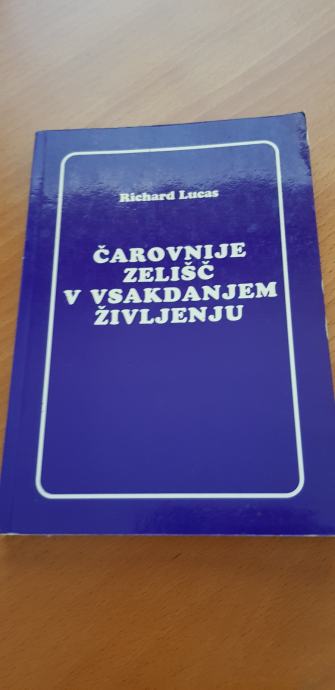 Richard Lucas
ČAROVNIJE
ZELIŠČ
V VSAKDANJEM
ŽIVLJENJU